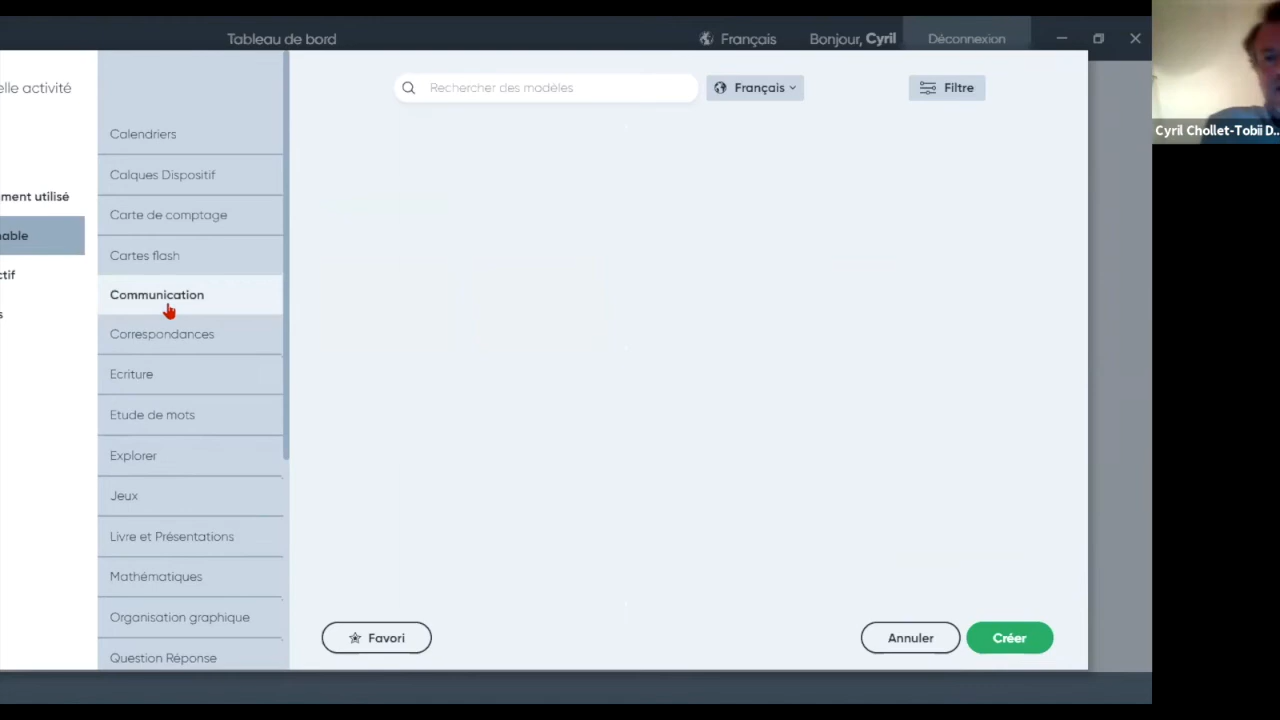 Tableau de bord
Français
Bonjour, Cyril
Déconnexion
elle activité
ment utilisé
nable
ctif
s
Calendriers
Calques Dispositif
Carte de comptage
Cartes flash
Communication
Correspondances
Ecriture
Etude de mots
Explorer
Jeux
Livre et Présentations
Mathématiques
Organisation graphique
Question Réponse
Rechercher des modèles
Français
Filtre
Favori
Annuler
Créer
Cyril Chollet-Tobii D...